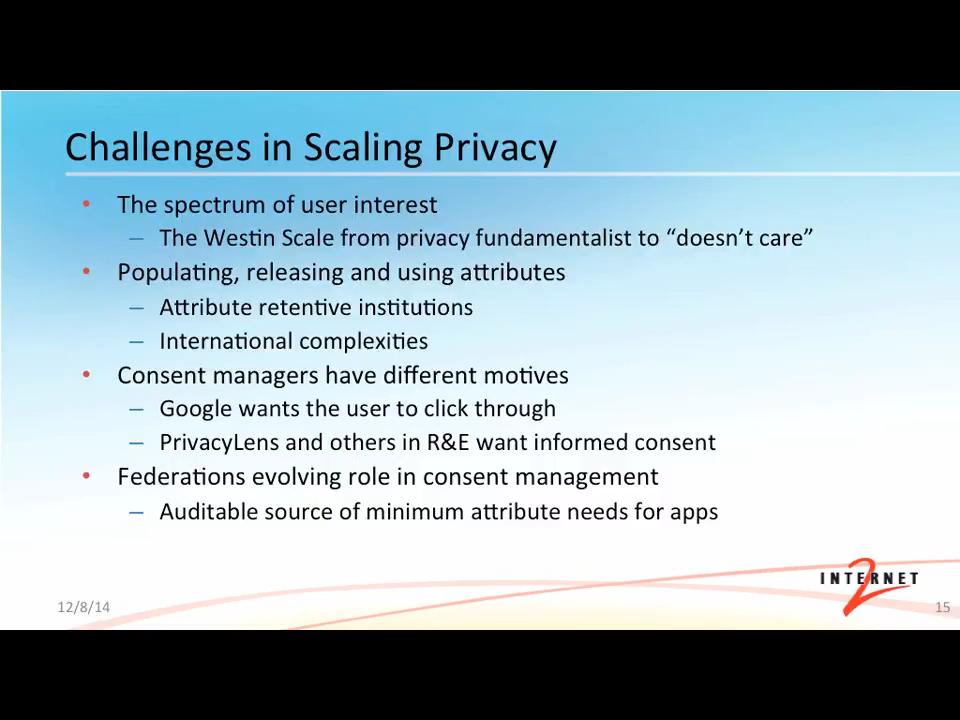 Challenges in Scaling Privacy
• The spectrum of user interest
– The Westin Scale from privacy fundamentalist to “doesn’t care”
• Populating, releasing and using attributes
– Attribute retentive institutions
– International complexities
• Consent managers have different motives
– Google wants the user to click through
– PrivacyLens and others in R&E want informed consent
• Federations evolving role in consent management
– Auditable source of minimum attribute needs for apps
INTERNET
2
12/8/14
15